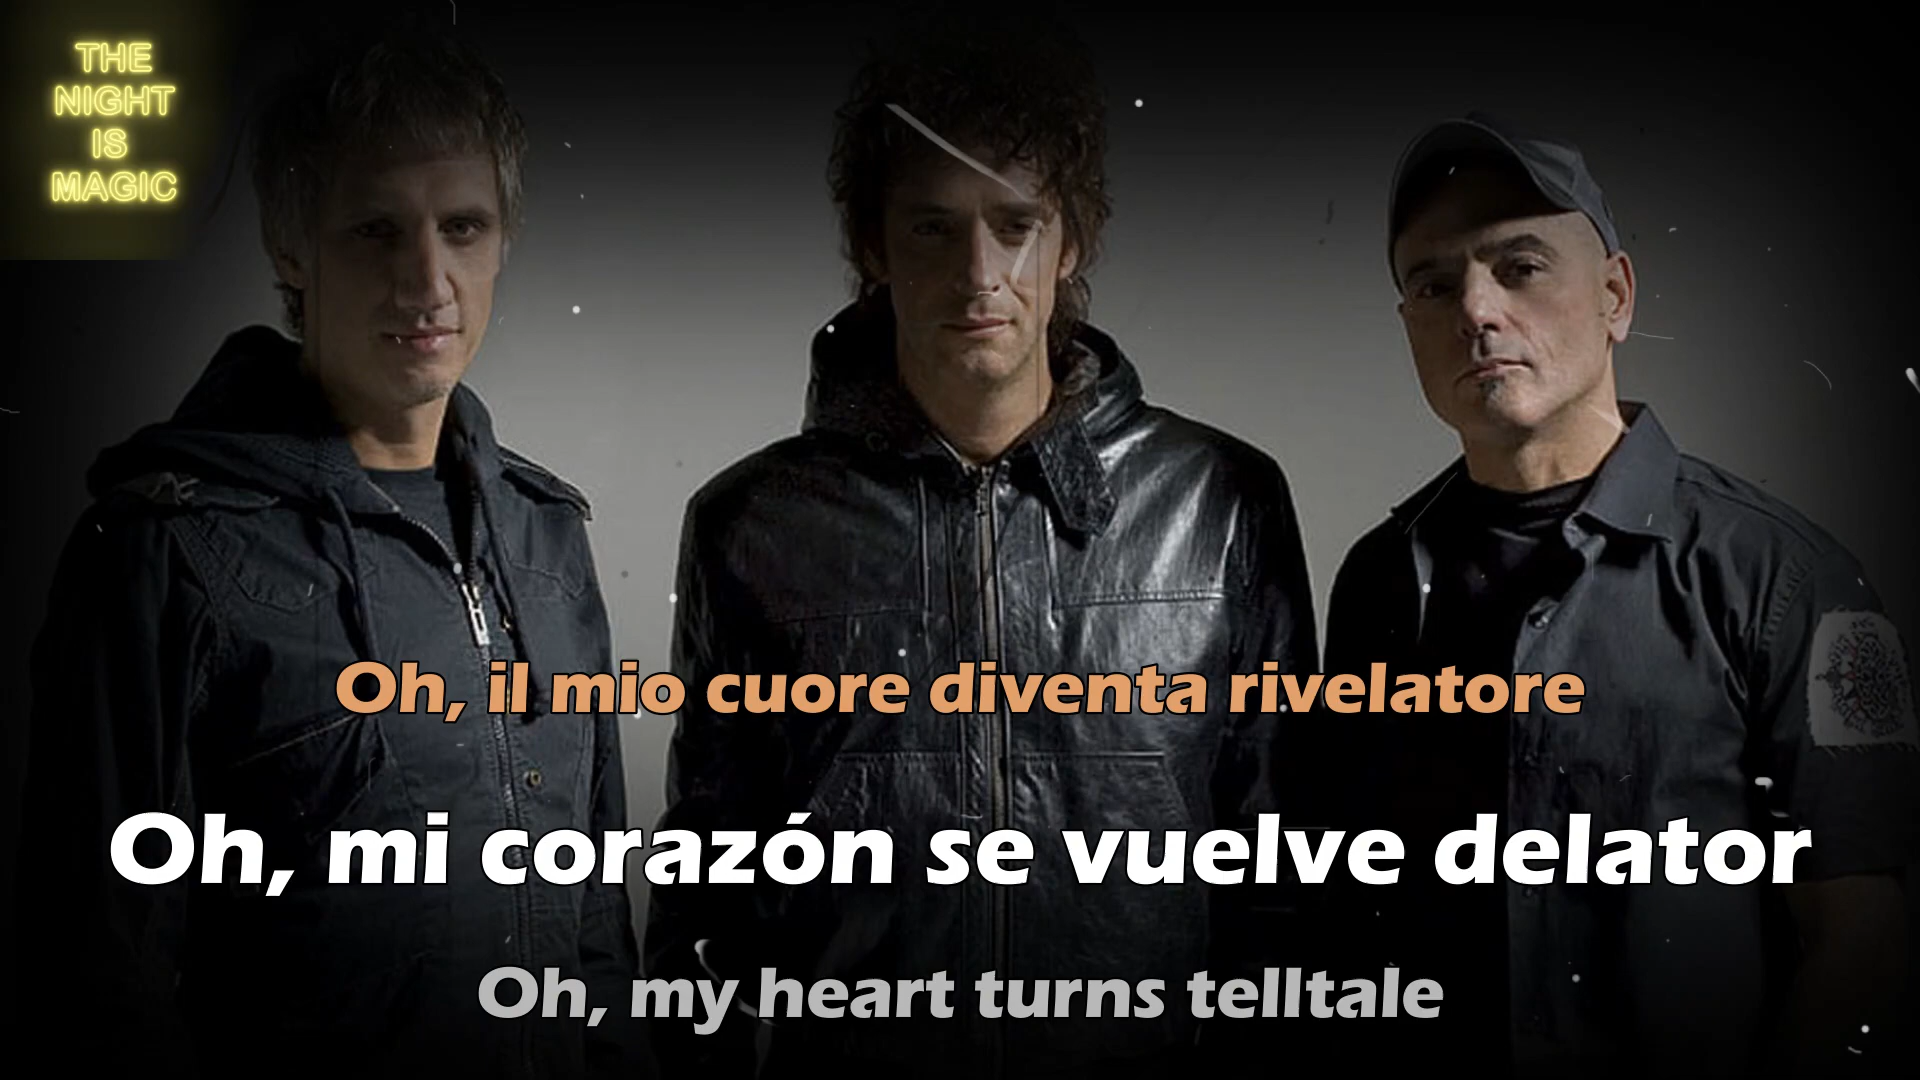 THE
NIGHT
IS
MAGIC
Oh, il mio cuore diventa rivelatore
Oh, mi corazón se vuelve delator
Oh, my heart turns telltale